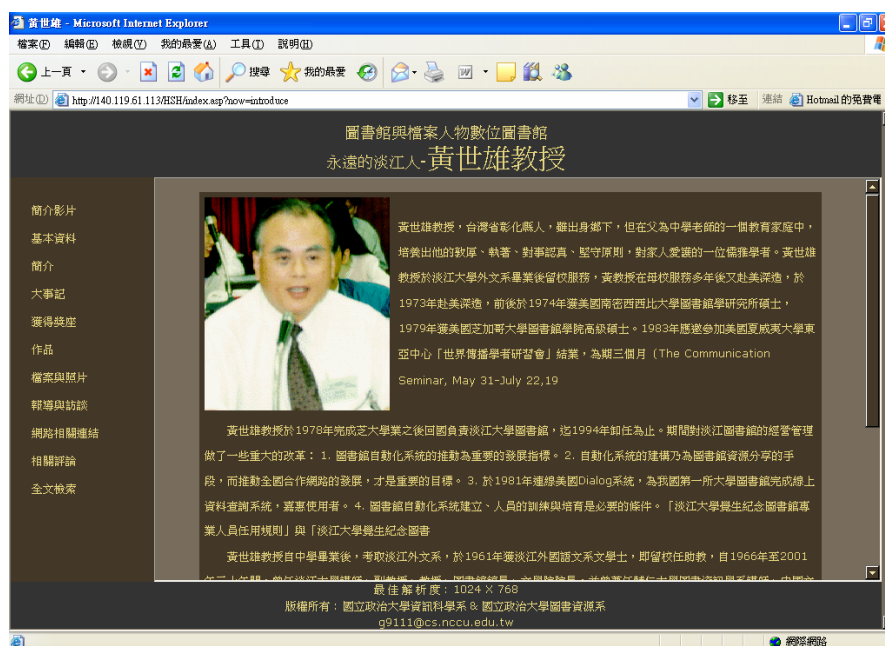 黃世雄 - Microsoft Internet Explorer
檔案(F) 編輯(E) 檢視(V) 我的最愛(A) 工具(T) 說明(H)
上一頁 搜尋 我的最愛
網址(D) http://140.119.61.113/HSH/index.asp?now=introduce 移至 連結 Hotmail 的免費電
圖書館與檔案人物數位圖書館
永遠的淡江人-黃世雄教授
簡介影片
基本資料
簡介
大事記
獲得獎座
作品
檔案與照片
報導與訪談
網路相關連結
相關評論
全文檢索
黃世雄教授，台灣省彰化縣人，雖出身鄉下，但在父為中學老師的一個教育家庭中，
培養出他的敦厚、執著、對事認真、堅守原則，對家人愛護的一位儒雅學者。黃世雄
教授於淡江大學外文系畢業後留校服務，黃教授在母校服務多年後又赴美深造，於
1973年赴美深造，前後於1974年獲美國南密西西比大學圖書館學研究所碩士，
1979年獲美國芝加哥大學圖書館學院高級碩士。1983年應邀參加美國夏威夷大學東
亞中心「世界傳播學者研習會」結業，為期三個月（The Communication
Seminar, May 31-July 22,19
黃世雄教授於1978年完成芝大學業之後回國負責淡江大學圖書館，迄1994年卸任為止。期間對淡江圖書館的經營管理
做了一些重大的改革： 1. 圖書館自動化系統的推動為重要的發展指標。 2. 自動化系統的建構乃為圖書館資源分享的手
段，而推動全國合作網路的發展，才是重要的目標。 3. 於1981年連線美國Dialog系統，為我國第一所大學圖書館完成線上
資料查詢系統，嘉惠使用者。 4. 圖書館自動化系統建立、人員的訓練與培育是必要的條件。「淡江大學覺生紀念圖書館專
業人員任用規則」與「淡江大學覺生紀念圖書
黃世雄教授自中學畢業後，考取淡江外文系，於1961年獲淡江外國語文系文學士，即留校任助教，自1966年至2001
最佳解析度：1024 X 768
版權所有：國立政治大學資訊科學系 & 國立政治大學圖書資源系
g9111@cs.nccu.edu.tw
網際網路